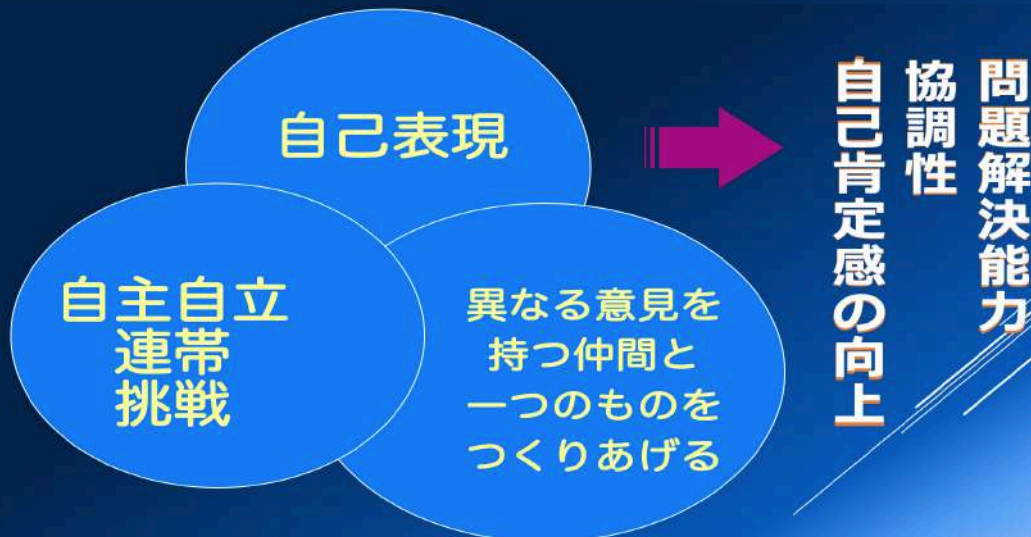 自己表現
自主自立
連帯
挑戦
異なる意見を
持つ仲間と
一つのものを
つくりあげる
問題解決能力
協調性
自己肯定感の向上